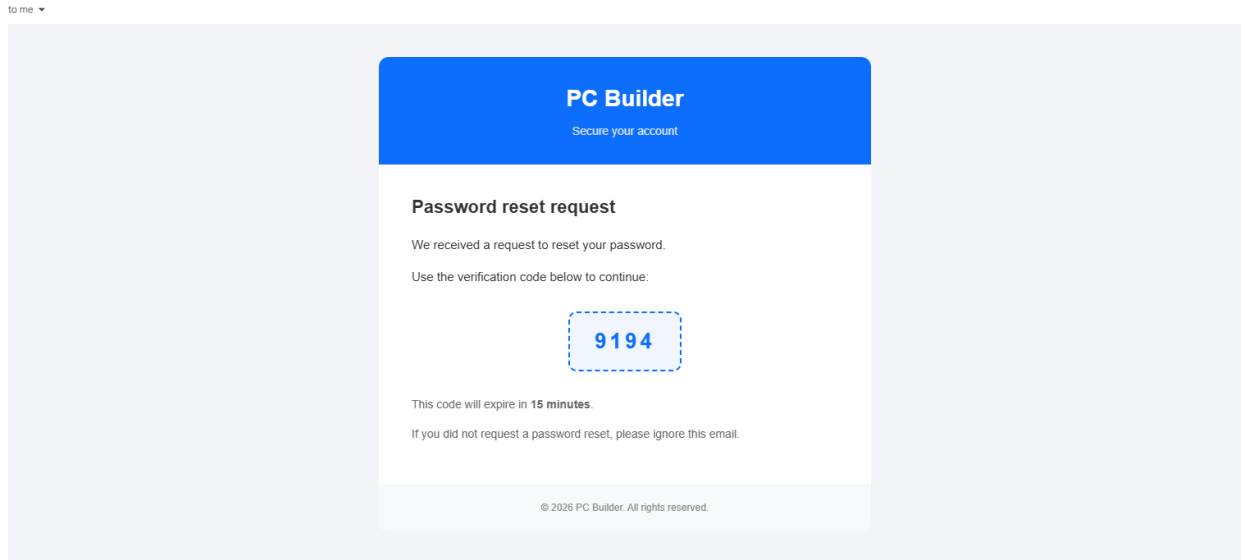 to me
PC Builder
Secure your account
Password reset request
We received a request to reset your password.
Use the verification code below to continue:
9194
This code will expire in 15 minutes.
If you did not request a password reset, please ignore this email.
© 2026 PC Builder. All rights reserved.